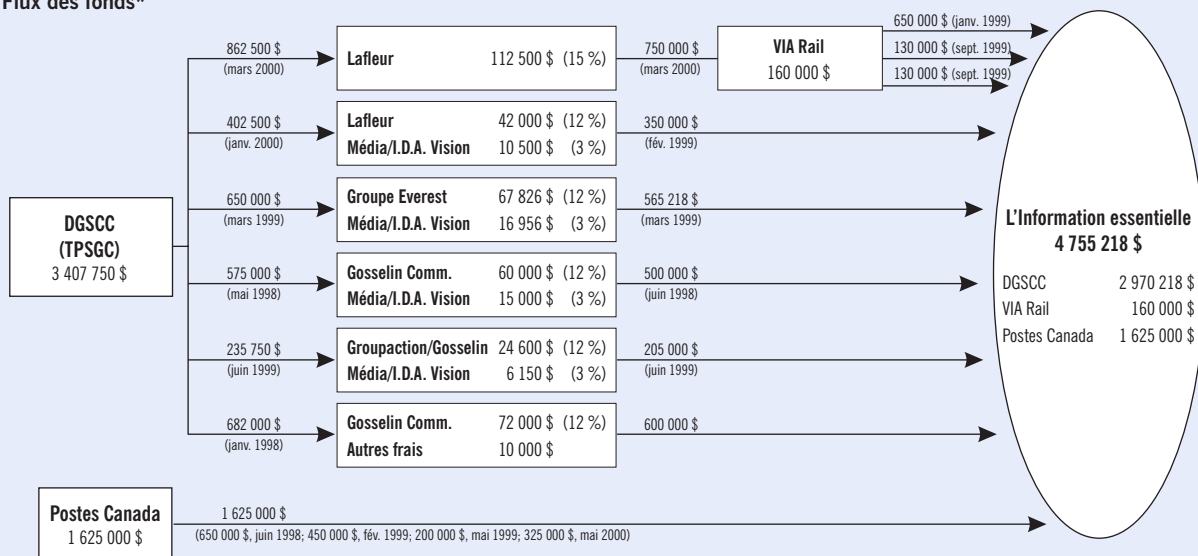 Flux des fonds*
862 500 $
(mars 2000)
Lafleur 112 500 $ (15 %)
750 000 $
(mars 2000)
VIA Rail
160 000 $
650 000 $ (janv. 1999)
130 000 $ (sept. 1999)
130 000 $ (sept. 1999)
402 500 $
(janv. 2000)
Lafleur 42 000 $ (12 %)
Média/I.D.A. Vision 10 500 $ (3 %)
350 000 $
(fév. 1999)
650 000 $
(mars 1999)
Groupe Everest 67 826 $ (12 %)
Média/I.D.A. Vision 16 956 $ (3 %)
565 218 $
(mars 1999)
DGSCC
(TPSGC)
3 407 750 $
575 000 $
(mai 1998)
Gosselin Comm. 60 000 $ (12 %)
Média/I.D.A. Vision 15 000 $ (3 %)
500 000 $
(juin 1998)
235 750 $
(juin 1999)
Groupaction/Gosselin 24 600 $ (12 %)
Média/I.D.A. Vision 6 150 $ (3 %)
205 000 $
(juin 1999)
682 000 $
(janv. 1998)
Gosselin Comm. 72 000 $ (12 %)
Autres frais 10 000 $
600 000 $
L'Information essentielle
4 755 218 $
DGSCC 2 970 218 $
VIA Rail 160 000 $
Postes Canada 1 625 000 $
Postes Canada
1 625 000 $
1 625 000 $
(650 000 $, juin 1998; 450 000 $, fév. 1999; 200 000 $, mai 1999; 325 000 $, mai 2000)